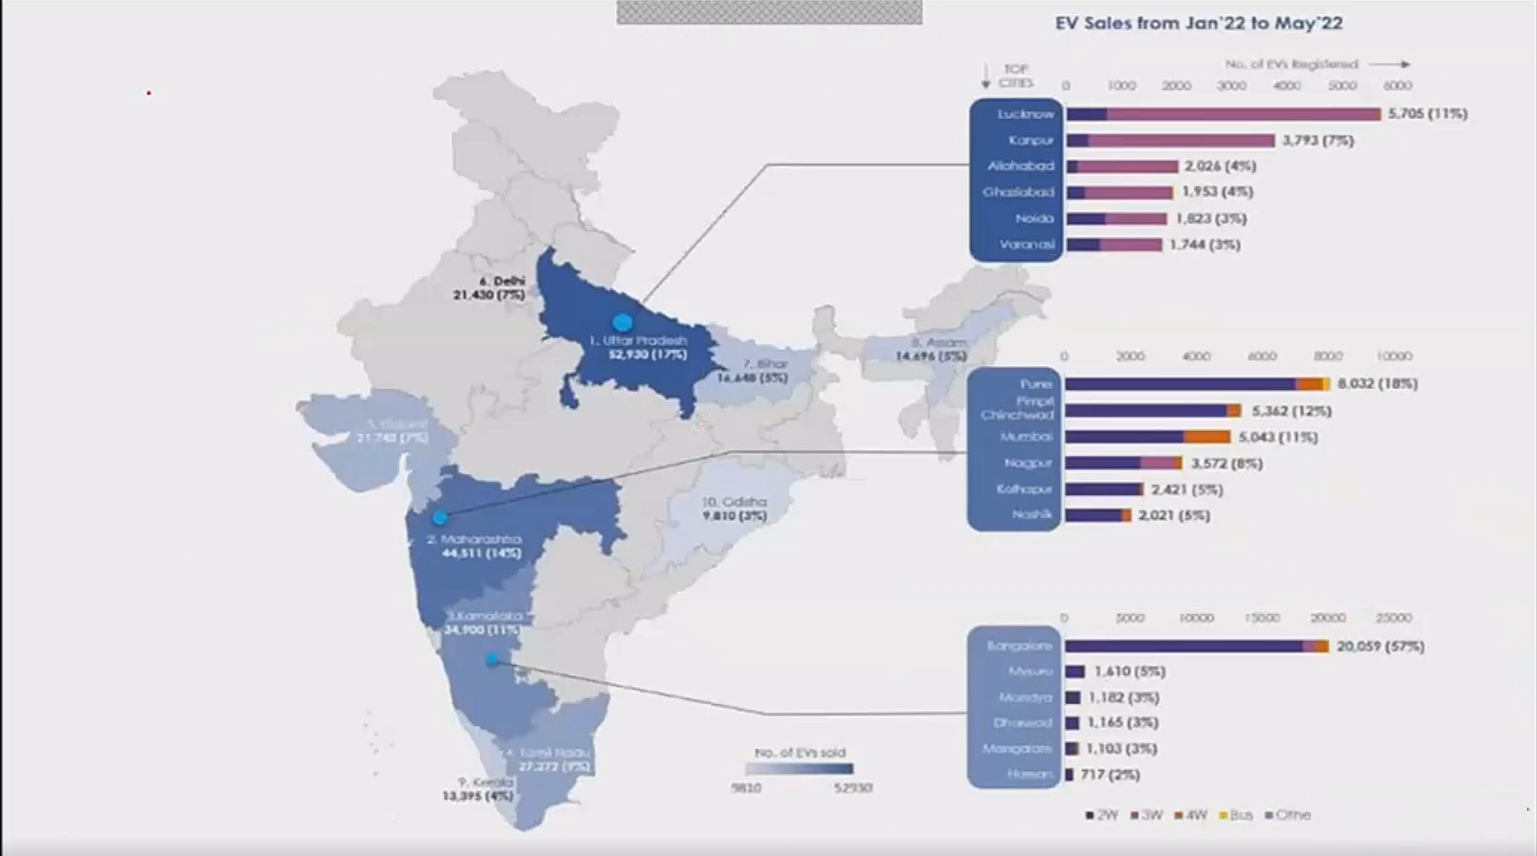 EV Sales from Jan'22 to May'22
No. of EVs Registered
TOP
CITIES
0 1000 2000 3000 4000 5000 6000
Lucknow 5,705 (11%)
Kanpur 3,793 (7%)
Allahabad 2,026 (4%)
Ghaziabad 1,953 (4%)
Noida 1,823 (3%)
Varanasi 1,744 (3%)
6. Delhi
21,430 (7%)
1. Uttar Pradesh
52,930 (17%)
7. Bihar
16,648 (5%)
8. Assam
14,696 (5%)
5. Gujarat
21,742 (7%)
0 2000 4000 6000 8000 10000
Pune 8,032 (18%)
Pimpri
Chinchwad 5,362 (12%)
Mumbai 5,043 (11%)
Nagpur 3,572 (8%)
Kolhapur 2,421 (5%)
Nashik 2,021 (5%)
10. Odisha
9,810 (3%)
2. Maharashtra
44,511 (14%)
3.Karnataka
34,900 (11%)
0 5000 10000 15000 20000 25000
Bangalore 20,059 (57%)
Mysuru 1,610 (5%)
Mandya 1,182 (3%)
Dharwad 1,165 (3%)
Mangalore 1,103 (3%)
Hassan 717 (2%)
4. Tamil Nadu
27,272 (9%)
9. Kerala
13,395 (4%)
No. of EVs sold
9810 52930
2W 3W 4W Bus Othe